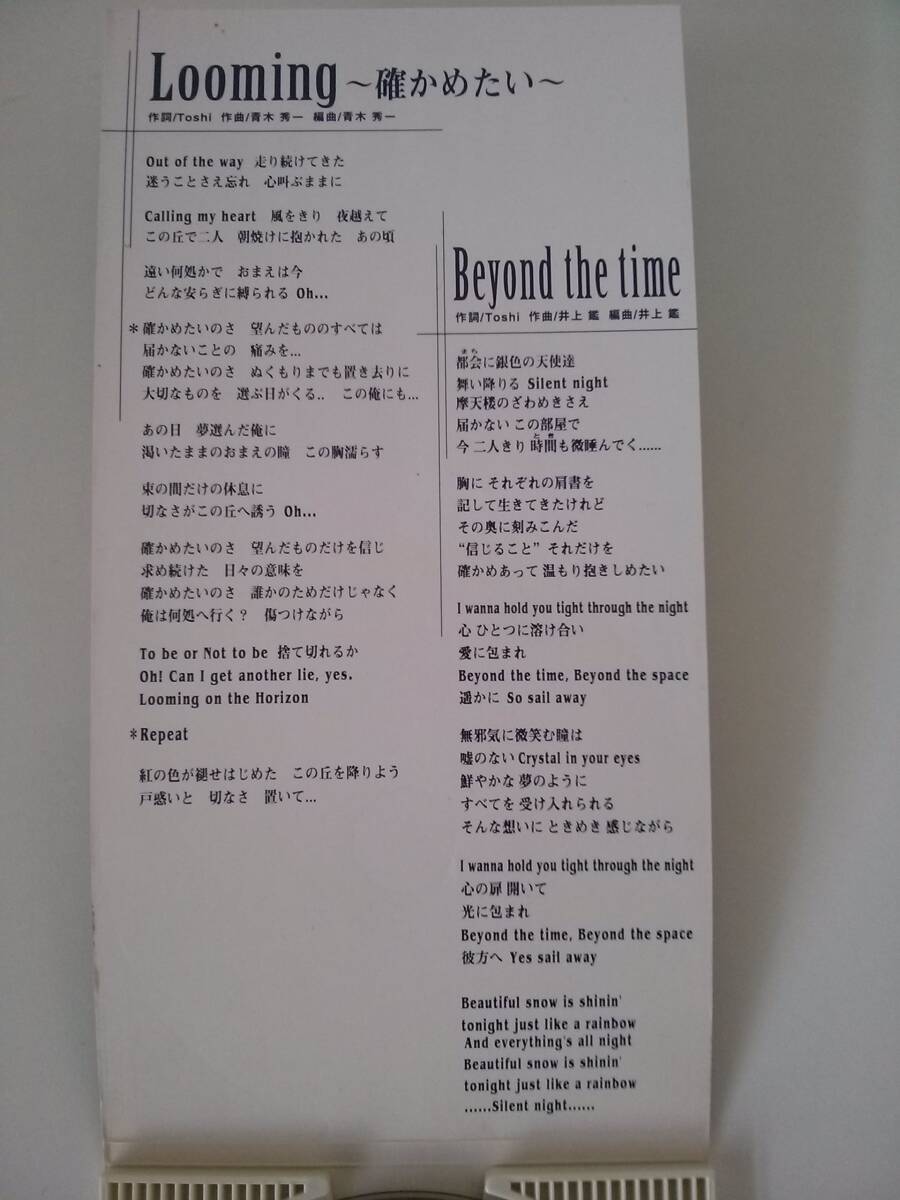 Looming ～確かめたい～
作詞/Toshi 作曲/青木 秀一 編曲/青木 秀一
Out of the way 走り続けてきた
迷うことさえ忘れ 心叫ぶままに
Calling my heart 風をきり 夜越えて
この丘で二人 朝焼けに抱かれた あの頃
遠い何処かで おまえは今
どんな安らぎに縛られる Oh...
＊確かめたいのさ 望んだもののすべては
届かないことの 痛みを...
確かめたいのさ ぬくもりまでも置き去りに
大切なものを 選ぶ日がくる.. この俺にも...
あの日 夢選んだ俺に
渇いたままのおまえの瞳 この胸濡らす
束の間だけの休息に
切なさがこの丘へ誘う Oh...
確かめたいのさ 望んだものだけを信じ
求め続けた 日々の意味を
確かめたいのさ 誰かのためだけじゃなく
俺は何処へ行く？ 傷つけながら
To be or Not to be 捨て切れるか
Oh! Can I get another lie, yes.
Looming on the Horizon
＊Repeat
紅の色が褪せはじめた この丘を降りよう
戸惑いと 切なさ 置いて...
Beyond the time
作詞/Toshi 作曲/井上 鑑 編曲/井上 鑑
まち
都会に銀色の天使達
舞い降りる Silent night
摩天楼のざわめきさえ
届かない この部屋で
とき
今 二人きり 時間も微睡んでく......
胸に それぞれの肩書を
記して生きてきたけれど
その奥に刻みこんだ
“信じること” それだけを
確かめあって 温もり抱きしめたい
I wanna hold you tight through the night
心 ひとつに溶け合い
愛に包まれ
Beyond the time, Beyond the space
遥かに So sail away
無邪気に微笑む瞳は
嘘のない Crystal in your eyes
鮮やかな 夢のように
すべてを 受け入れられる
そんな想いに ときめき 感じながら
I wanna hold you tight through the night
心の扉 開いて
光に包まれ
Beyond the time, Beyond the space
彼方へ Yes sail away
Beautiful snow is shinin'
tonight just like a rainbow
And everything's all night
Beautiful snow is shinin'
tonight just like a rainbow
......Silent night......